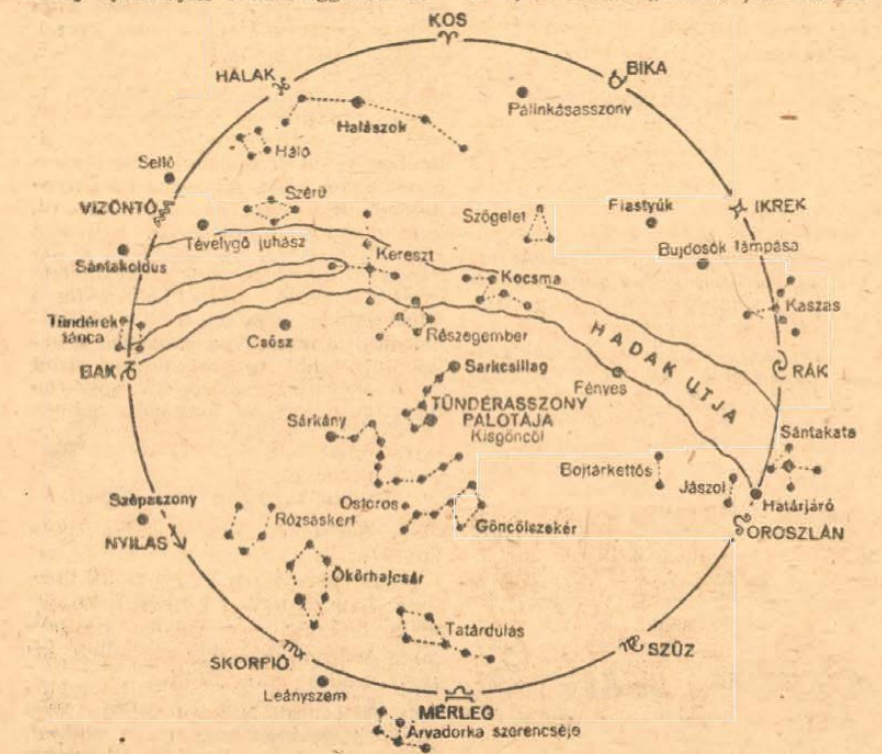 KOS
HALAK
BIKA
Pálinkásasszony
Halászok
Háló
Sellő
Szérű
VIZÖNTŐ
Szögelet
Fiastyúk
IKREK
Tévelygő juhász
Bujdosók lámpása
Sántakoldus
Kereszt
Kocsma
Kaszás
Tündérek
tánca
Csősz
Részegember
HADAK UTJA
BAK
Sarkcsillag
Fényes
RÁK
TÜNDÉRASSZONY
PALOTÁJA
Kisgöncöl
Sárkány
Sántakata
Bojtárkettős
Jászol
Szépaszony
Ostoros
Határjáró
Rózsáskert
Göncölszekér
NYILAS
OROSZLÁN
Ökörhajcsár
Tatárdulás
SKORPIÓ
SZÜZ
Leányszem
MÉRLEG
Árvadorka szerencséje